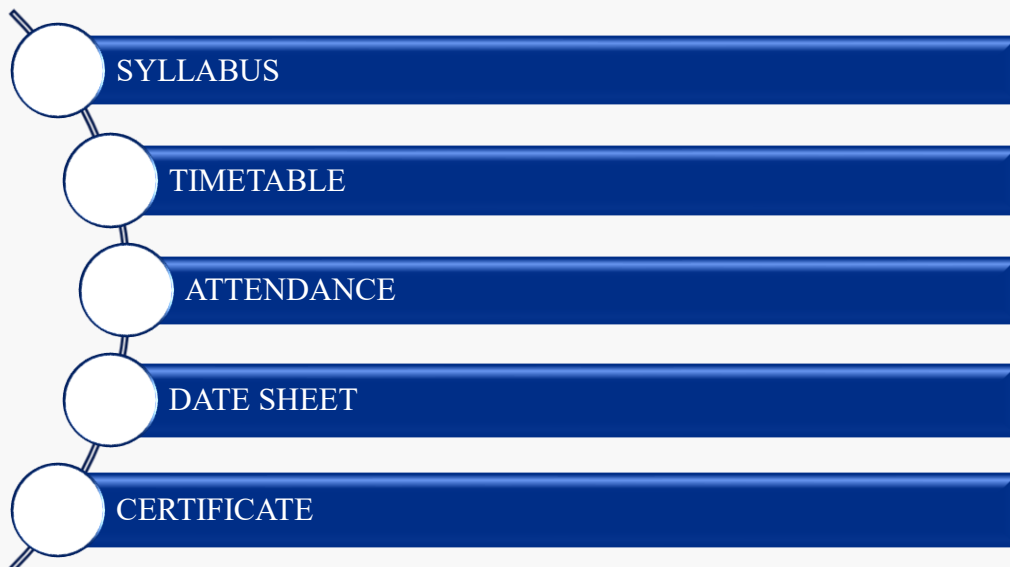 SYLLABUS
TIMETABLE
ATTENDANCE
DATE SHEET
CERTIFICATE